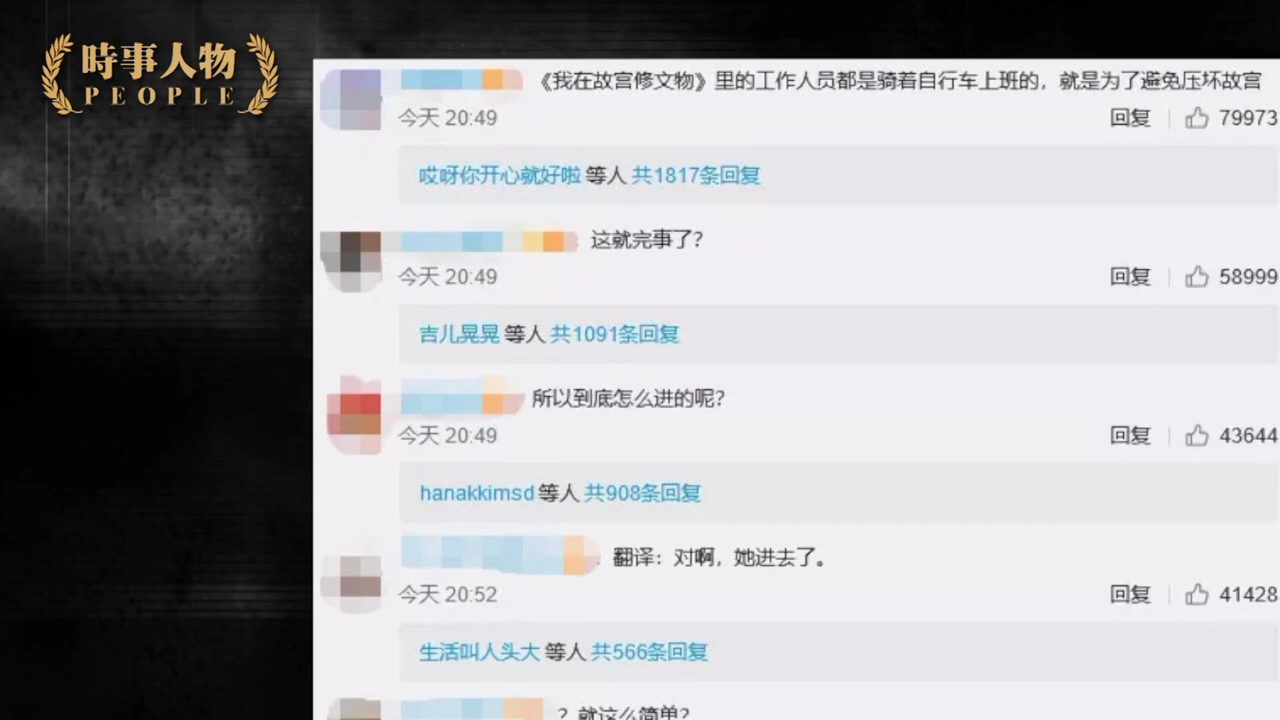 時事人物
PEOPLE
《我在故宫修文物》里的工作人员都是骑着自行车上班的，就是为了避免压坏故宫
今天 20:49
回复 79973
哎呀你开心就好啦 等人 共1817条回复
这就完事了？
今天 20:49
回复 58999
吉儿晃晃 等人 共1091条回复
所以到底怎么进的呢？
今天 20:49
回复 43644
hanakkimsd 等人 共908条回复
翻译：对啊，她进去了。
今天 20:52
回复 41428
生活叫人头大 等人 共566条回复
？就这么简单？